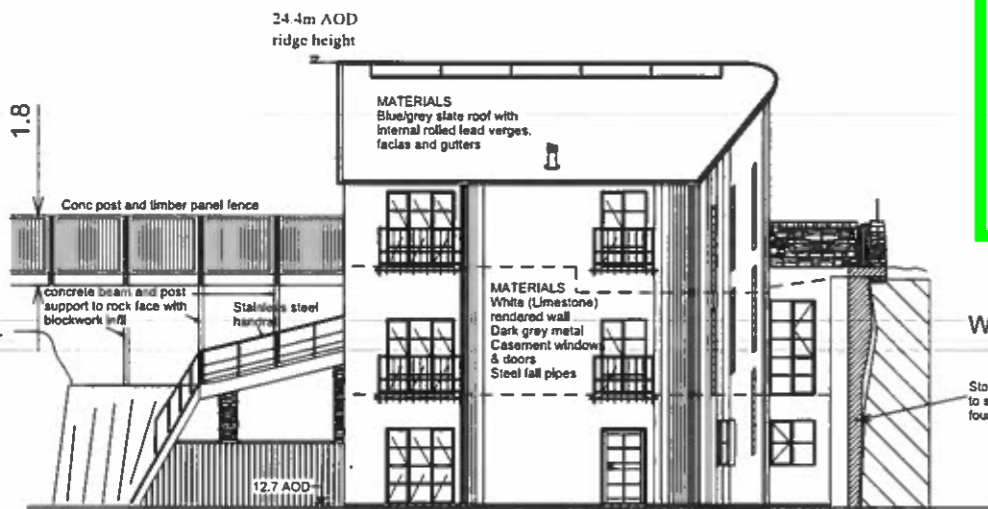 24.4m AOD
ridge height
1.8
MATERIALS
Blue/grey slate roof with
internal rolled lead verges,
facias and gutters
Conc post and timber panel fence
concrete beam and post
support to rock face with
blockwork infill
Stainless steel
handrail
MATERIALS
White (Limestone)
rendered wall
Dark grey metal
Casement windows
& doors
Steel fall pipes
12.7 AOD
W
Sto
to s
fou